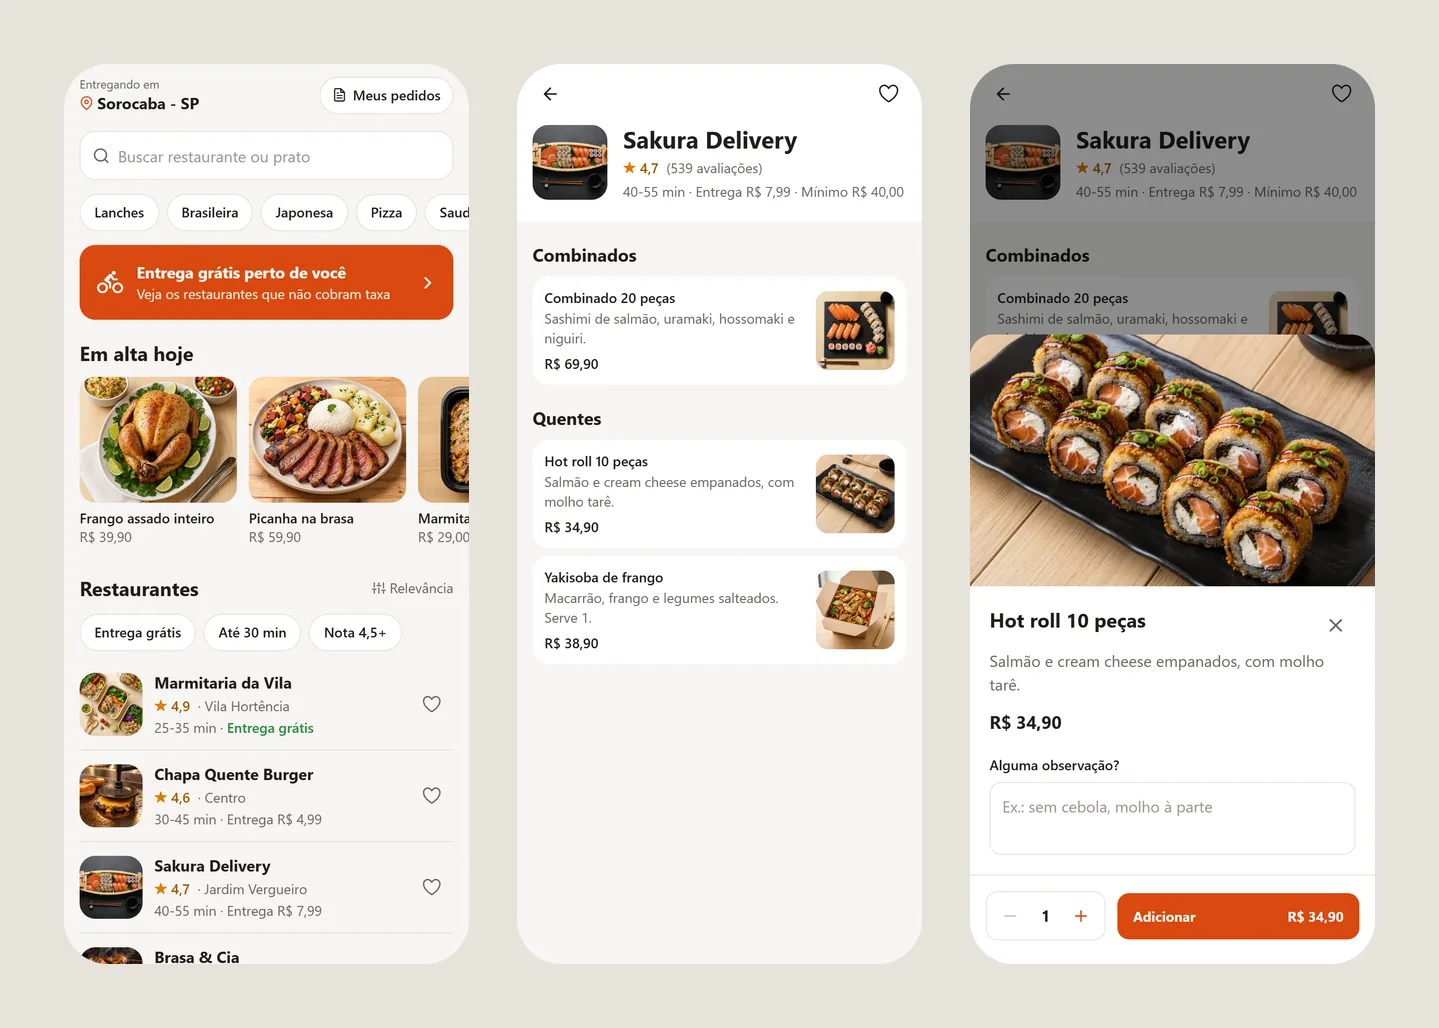 Entregando em
Sorocaba - SP
Meus pedidos
Buscar restaurante ou prato
Lanches
Brasileira
Japonesa
Pizza
Saud
Entrega grátis perto de você
Veja os restaurantes que não cobram taxa
Em alta hoje
Frango assado inteiro
R$ 39,90
Picanha na brasa
R$ 59,90
Marmita
R$ 29,00
Restaurantes
Relevância
Entrega grátis
Até 30 min
Nota 4,5+
Marmitaria da Vila
4,9 · Vila Hortência
25-35 min · Entrega grátis
Chapa Quente Burger
4,6 · Centro
30-45 min · Entrega R$ 4,99
Sakura Delivery
4,7 · Jardim Vergueiro
40-55 min · Entrega R$ 7,99
Brasa & Cia
Sakura Delivery
4,7 (539 avaliações)
40-55 min · Entrega R$ 7,99 · Mínimo R$ 40,00
Combinados
Combinado 20 peças
Sashimi de salmão, uramaki, hossomaki e
niguiri.
R$ 69,90
Quentes
Hot roll 10 peças
Salmão e cream cheese empanados, com
molho tarê.
R$ 34,90
Yakisoba de frango
Macarrão, frango e legumes salteados.
Serve 1.
R$ 38,90
Sakura Delivery
4,7 (539 avaliações)
40-55 min · Entrega R$ 7,99 · Mínimo R$ 40,00
Combinados
Combinado 20 peças
Sashimi de salmão, uramaki, hossomaki e
Hot roll 10 peças
Salmão e cream cheese empanados, com molho
tarê.
R$ 34,90
Alguma observação?
Ex.: sem cebola, molho à parte
1
Adicionar
R$ 34,90